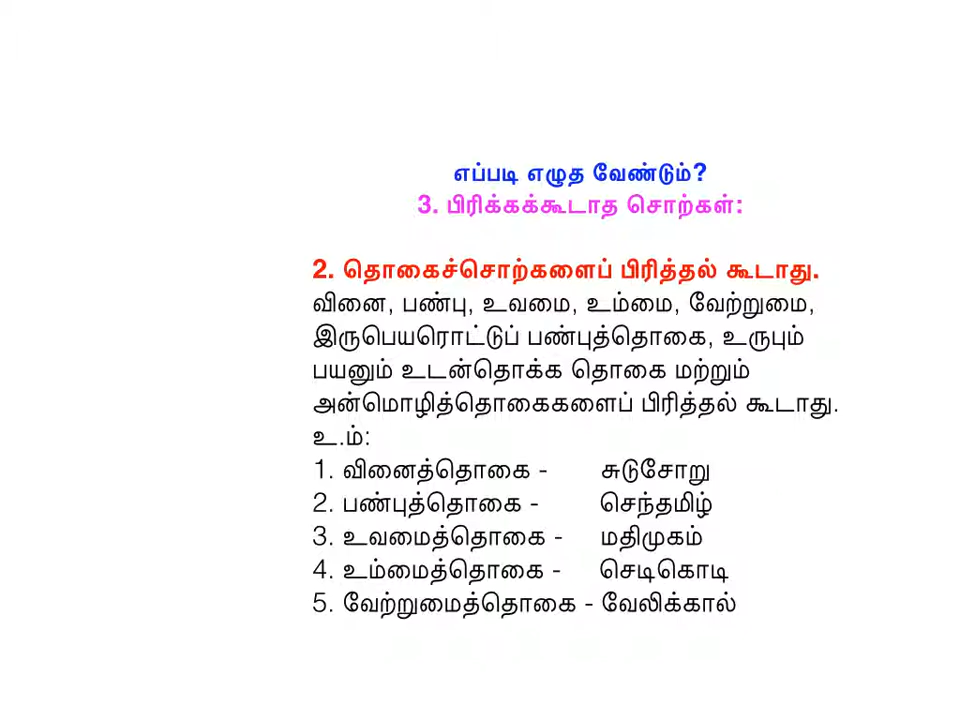 எப்படி எழுத வேண்டும்?
3. பிரிக்கக்கூடாத சொற்கள்:
2. தொகைச்சொற்களைப் பிரித்தல் கூடாது.
வினை, பண்பு, உவமை, உம்மை, வேற்றுமை,
இருபெயரொட்டுப் பண்புத்தொகை, உருபும்
பயனும் உடன்தொக்க தொகை மற்றும்
அன்மொழித்தொகைகளைப் பிரித்தல் கூடாது.
உ.ம்:
1. வினைத்தொகை - சுடுசோறு
2. பண்புத்தொகை - செந்தமிழ்
3. உவமைத்தொகை - மதிமுகம்
4. உம்மைத்தொகை - செடிகொடி
5. வேற்றுமைத்தொகை - வேலிக்கால்